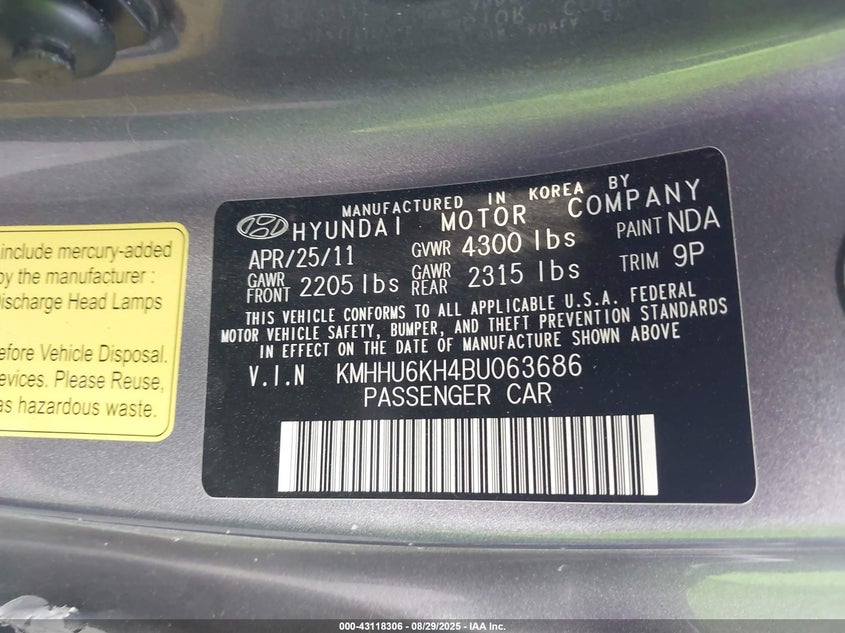 include mercury-added
by the manufacturer :
Discharge Head Lamps
efore Vehicle Disposal.
evices. Please Reuse,
as hazardous waste.
MANUFACTURED IN KOREA BY
HYUNDAI MOTOR COMPANY
APR/25/11 GVWR 4300 lbs PAINT NDA
GAWR FRONT 2205 lbs GAWR REAR 2315 lbs TRIM 9P
THIS VEHICLE CONFORMS TO ALL APPLICABLE U.S.A. FEDERAL
MOTOR VEHICLE SAFETY, BUMPER, AND THEFT PREVENTION STANDARDS
IN EFFECT ON THE DATE OF MANUFACTURE SHOWN ABOVE
V.I.N KMHHU6KH4BU063686
PASSENGER CAR
000-43118306 - 08/29/2025 - IAA Inc.